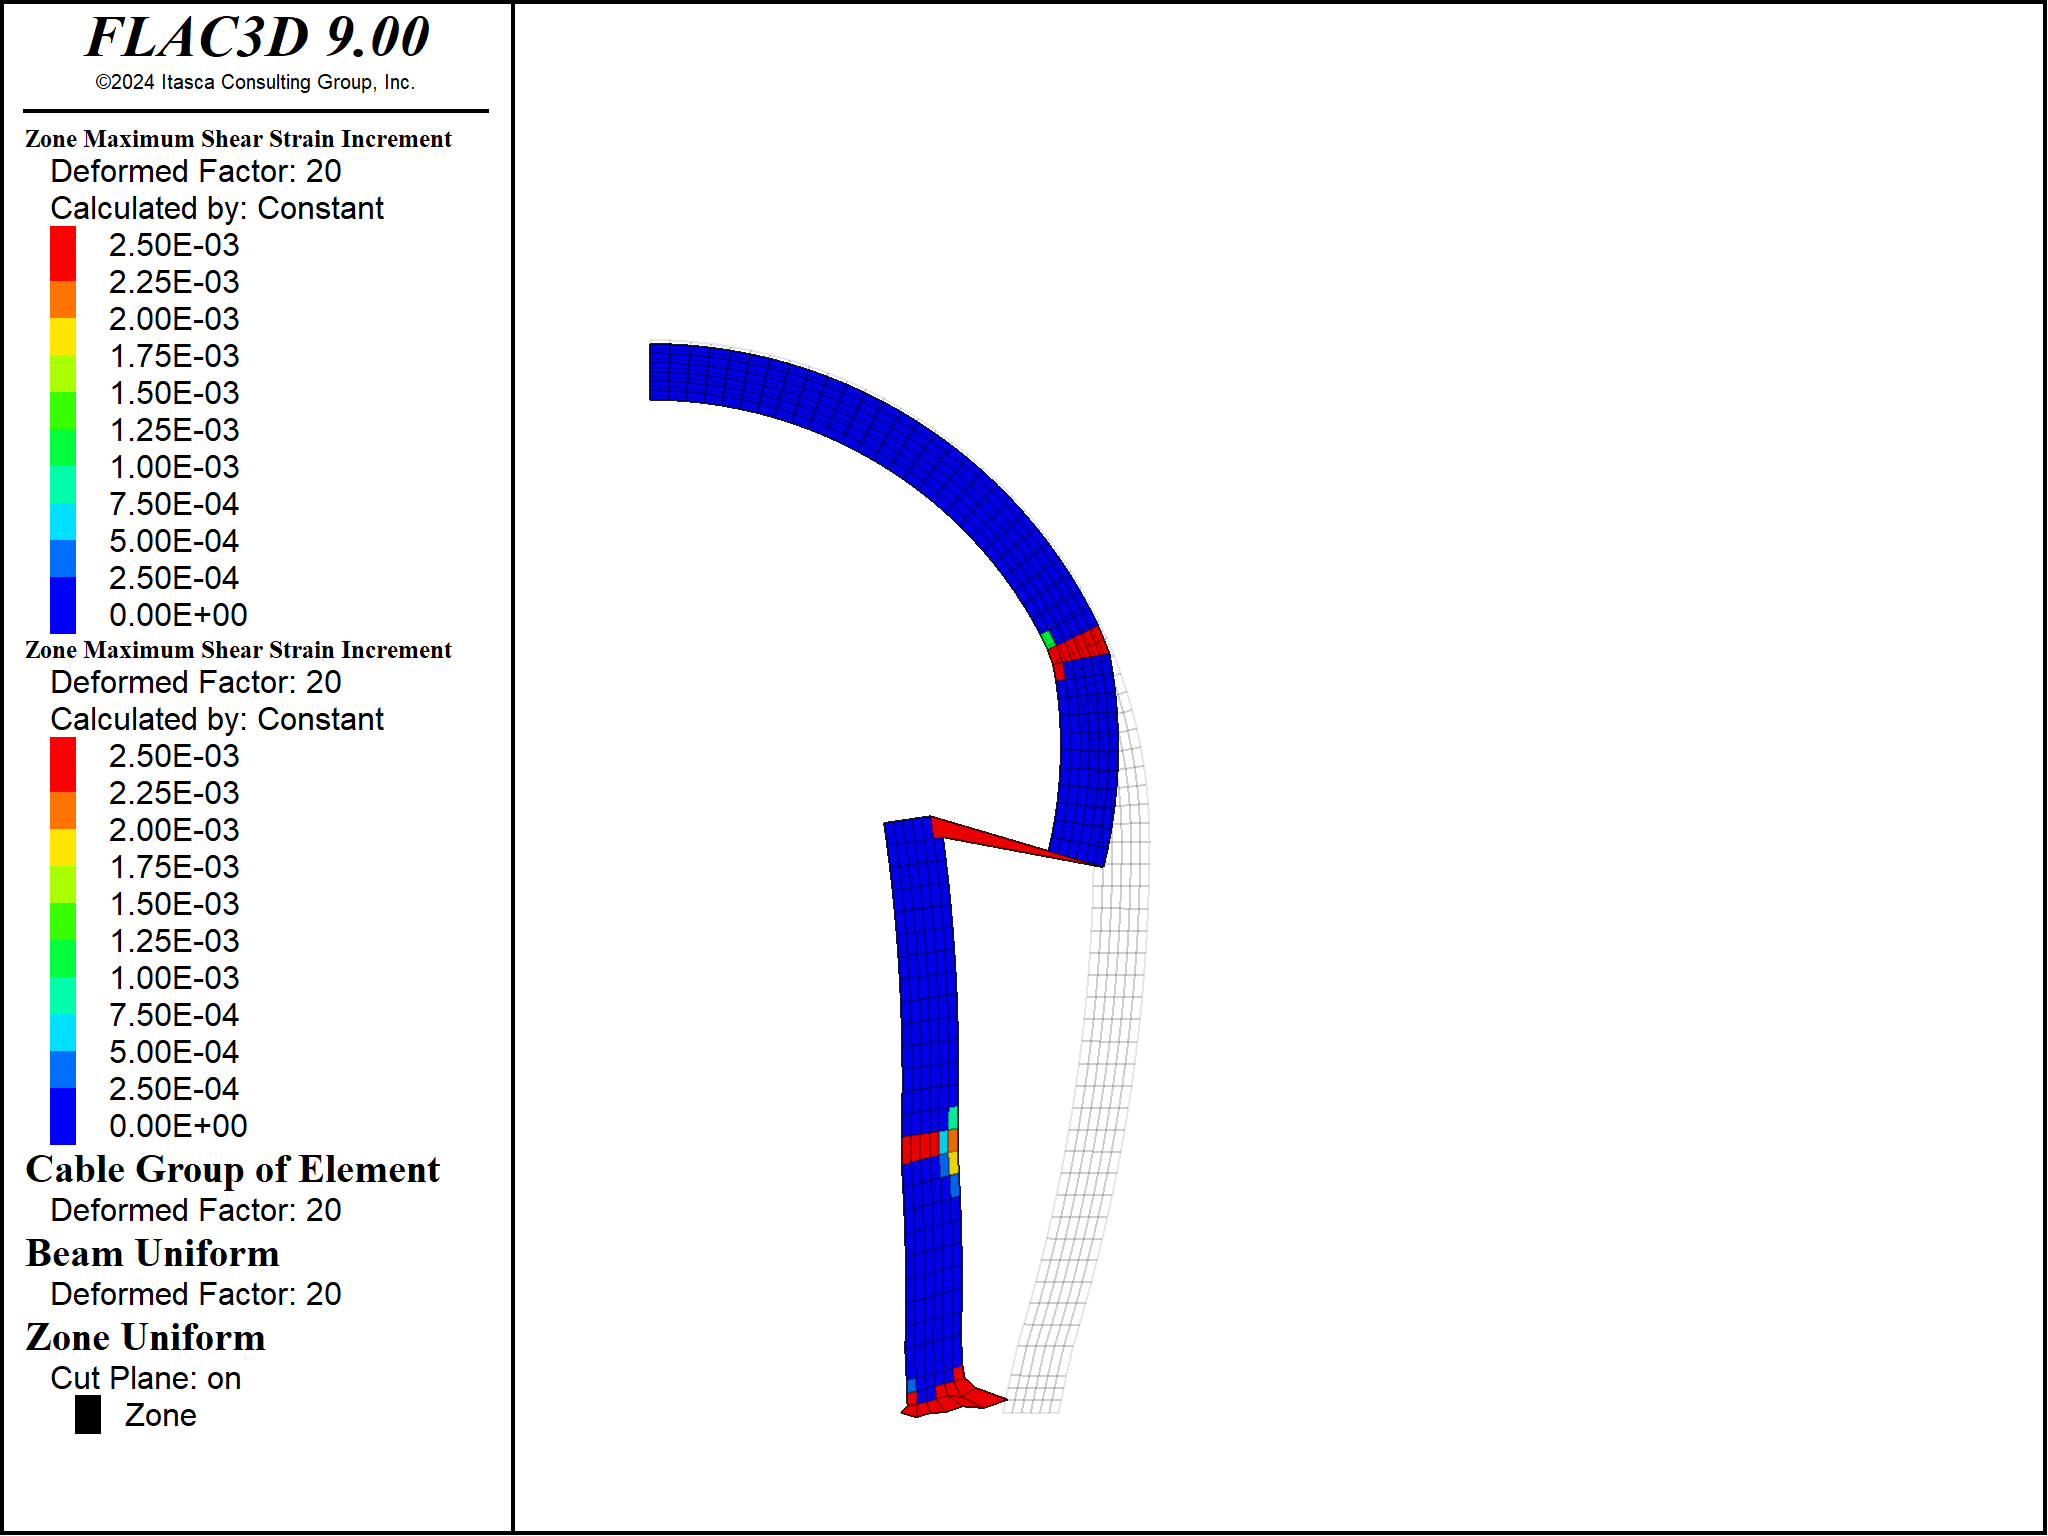 FLAC3D 9.00
©2024 Itasca Consulting Group, Inc.
Zone Maximum Shear Strain Increment
Deformed Factor: 20
Calculated by: Constant
2.50E-03
2.25E-03
2.00E-03
1.75E-03
1.50E-03
1.25E-03
1.00E-03
7.50E-04
5.00E-04
2.50E-04
0.00E+00
Zone Maximum Shear Strain Increment
Deformed Factor: 20
Calculated by: Constant
2.50E-03
2.25E-03
2.00E-03
1.75E-03
1.50E-03
1.25E-03
1.00E-03
7.50E-04
5.00E-04
2.50E-04
0.00E+00
Cable Group of Element
Deformed Factor: 20
Beam Uniform
Deformed Factor: 20
Zone Uniform
Cut Plane: on
Zone